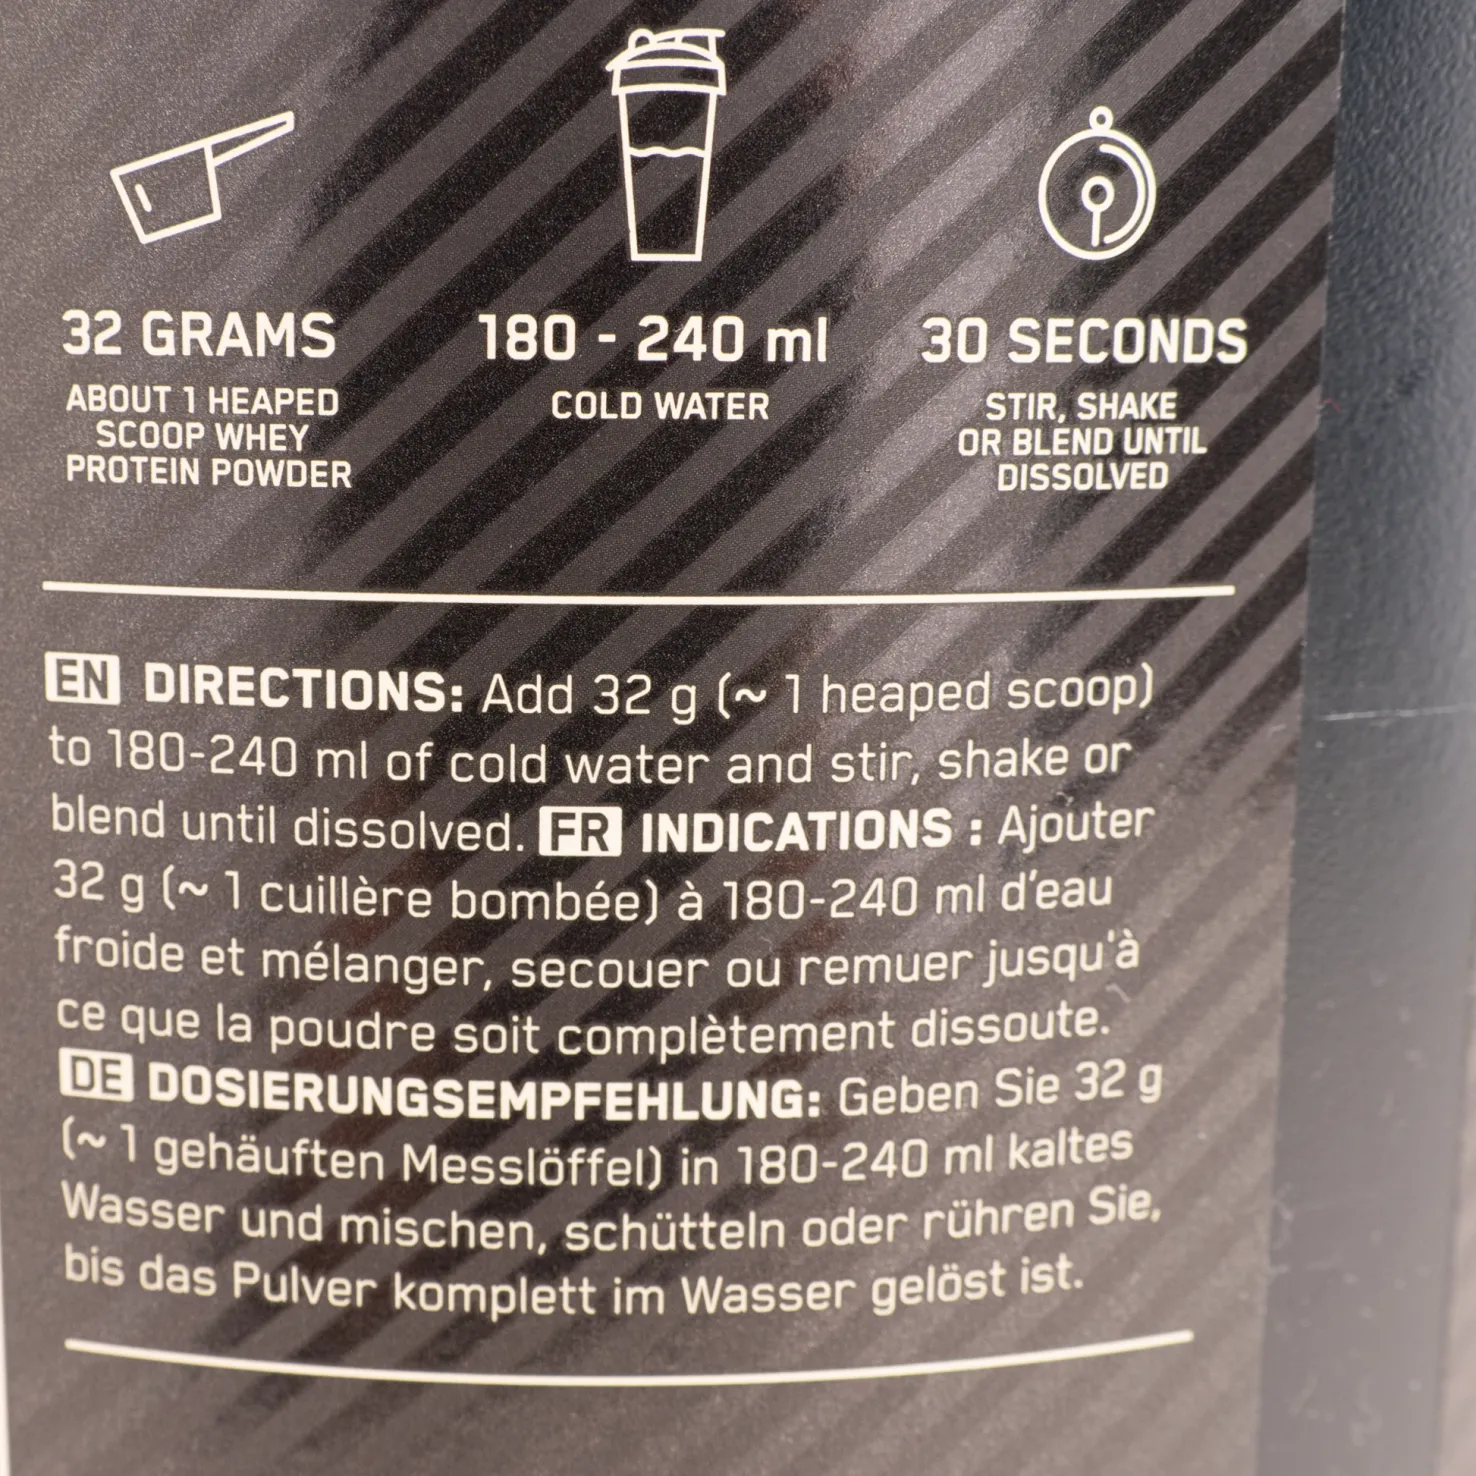 32 GRAMS
ABOUT 1 HEAPED
SCOOP WHEY
PROTEIN POWDER
180 - 240 ml
COLD WATER
30 SECONDS
STIR, SHAKE
OR BLEND UNTIL
DISSOLVED
EN DIRECTIONS: Add 32 g (~ 1 heaped scoop)
to 180-240 ml of cold water and stir, shake or
blend until dissolved. FR INDICATIONS : Ajouter
32 g (~ 1 cuillère bombée) à 180-240 ml d'eau
froide et mélanger, secouer ou remuer jusqu'à
ce que la poudre soit complètement dissoute.
DE DOSIERUNGSEMPFEHLUNG: Geben Sie 32 g
(~ 1 gehäuften Messlöffel) in 180-240 ml kaltes
Wasser und mischen, schütteln oder rühren Sie,
bis das Pulver komplett im Wasser gelöst ist.